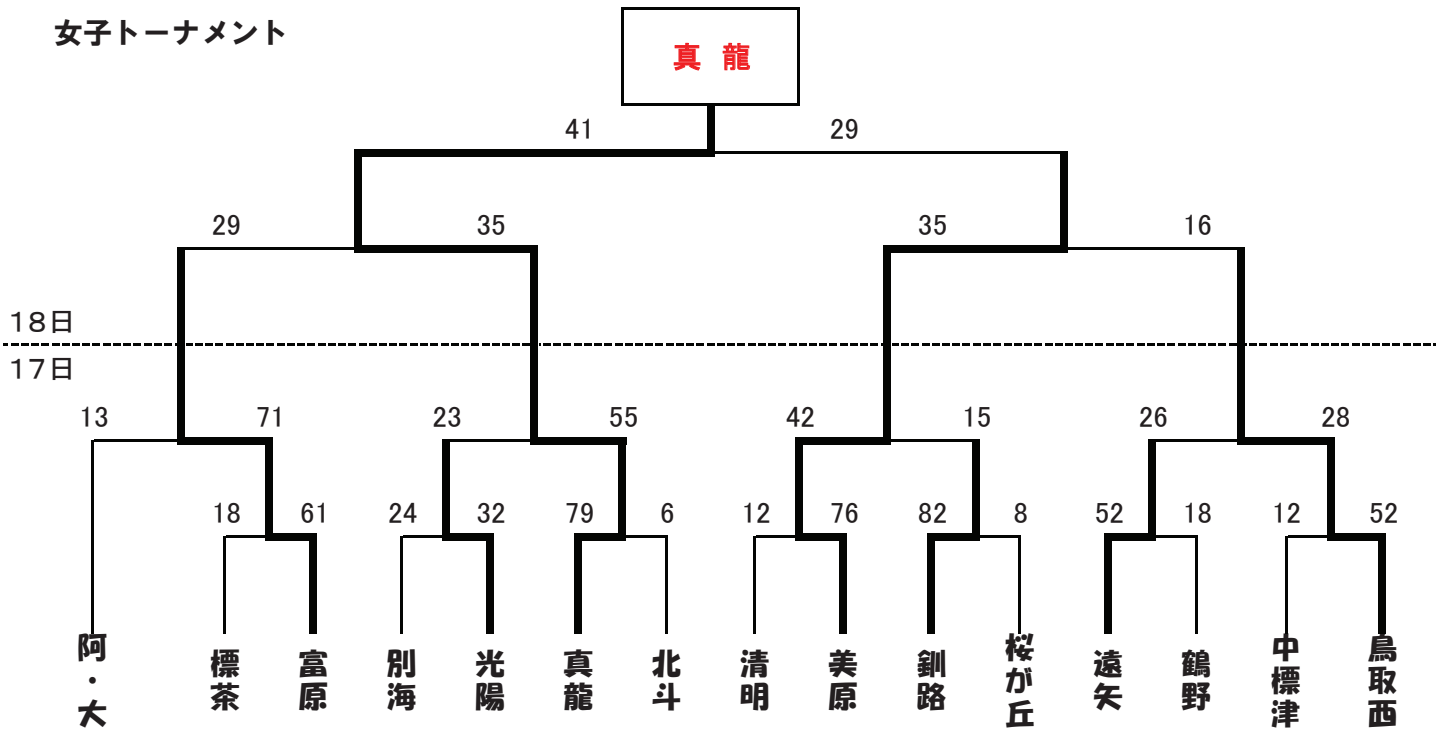 女子トーナメント
真龍
41 29
29 35 35 16
18日
17日
13 71 23 55 42 15 26 28
18 61 24 32 79 6 12 76 82 8 52 18 12 52
阿・大
標茶
富原
別海
光陽
真龍
北斗
清明
美原
釧路
桜が丘
遠矢
鶴野
中標津
鳥取西